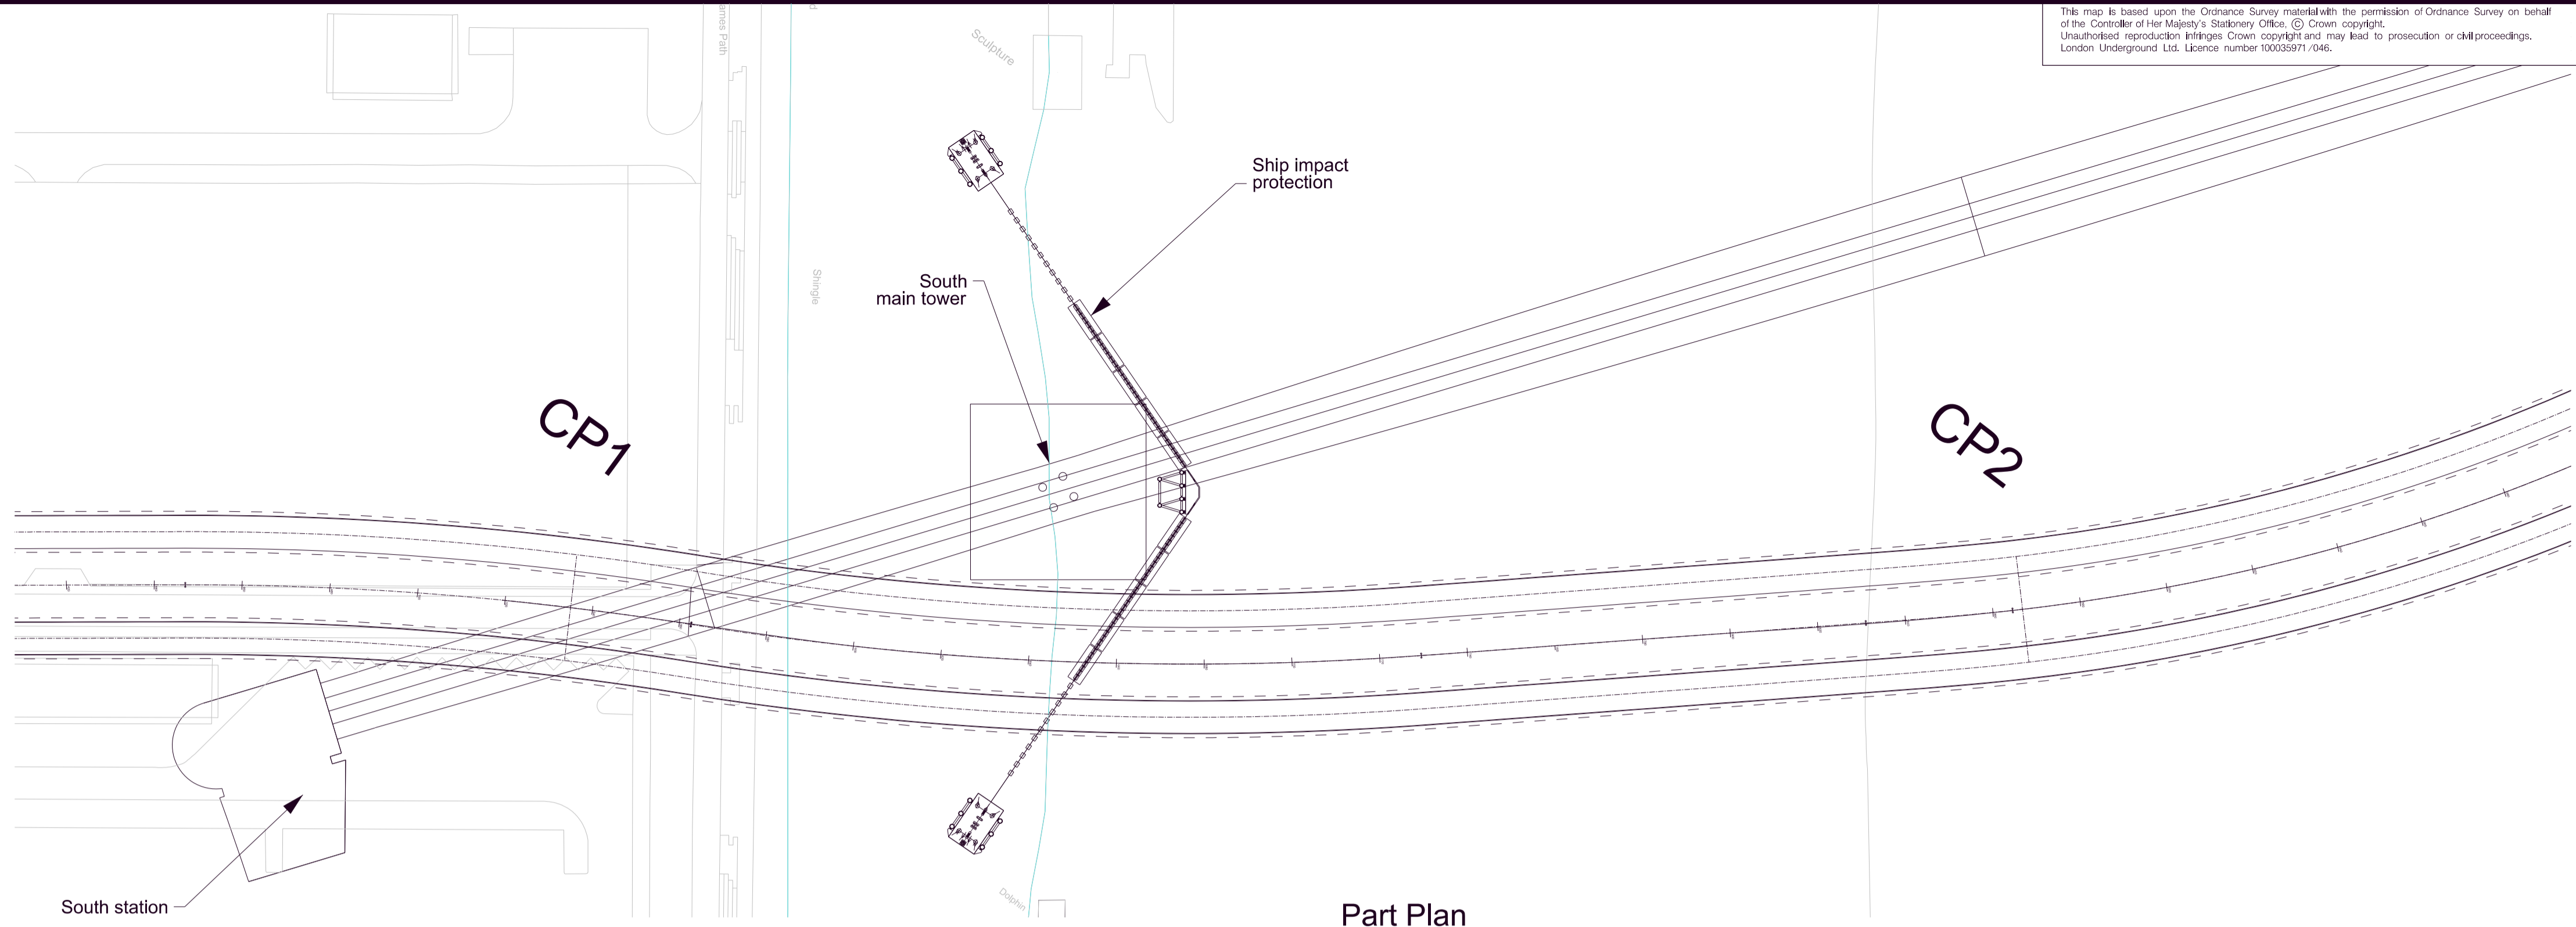 This map is based upon the Ordnance Survey material with the permission of Ordnance Survey on behalf
of the Controller of Her Majesty's Stationery Office, © Crown copyright.
Unauthorised reproduction infringes Crown copyright and may lead to prosecution or civil proceedings.
London Underground Ltd. Licence number 100035971/046.
ames Path
Sculpture
Ship impact
protection
South
main tower
Shingle
CP1
CP2
South station
Dolphin
Part Plan